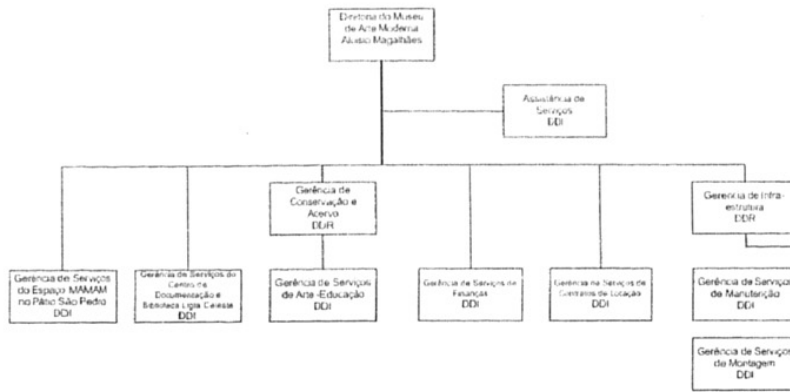 Diretoria do Museu
de Arte Moderna
Aloisio Magalhães
Assistência de
Serviços
DDI
Gerência de
Conservação e
Acervo
DDR
Gerência de Infra-
estrutura
DDR
Gerência de Serviços
do Espaço MAMAM
no Pátio São Pedro
DDI
Gerência de Serviços do
Centro de
Documentação e
Biblioteca Ligia
DDI
Gerência de Serviços
de Arte -Educação
DDI
Gerência de Serviços de
Finanças
DDI
Gerência de Serviços de
Contratos de Locação
DDI
Gerência de Serviços
de Manutenção
DDI
Gerência de Serviços
de Montagem
DDI